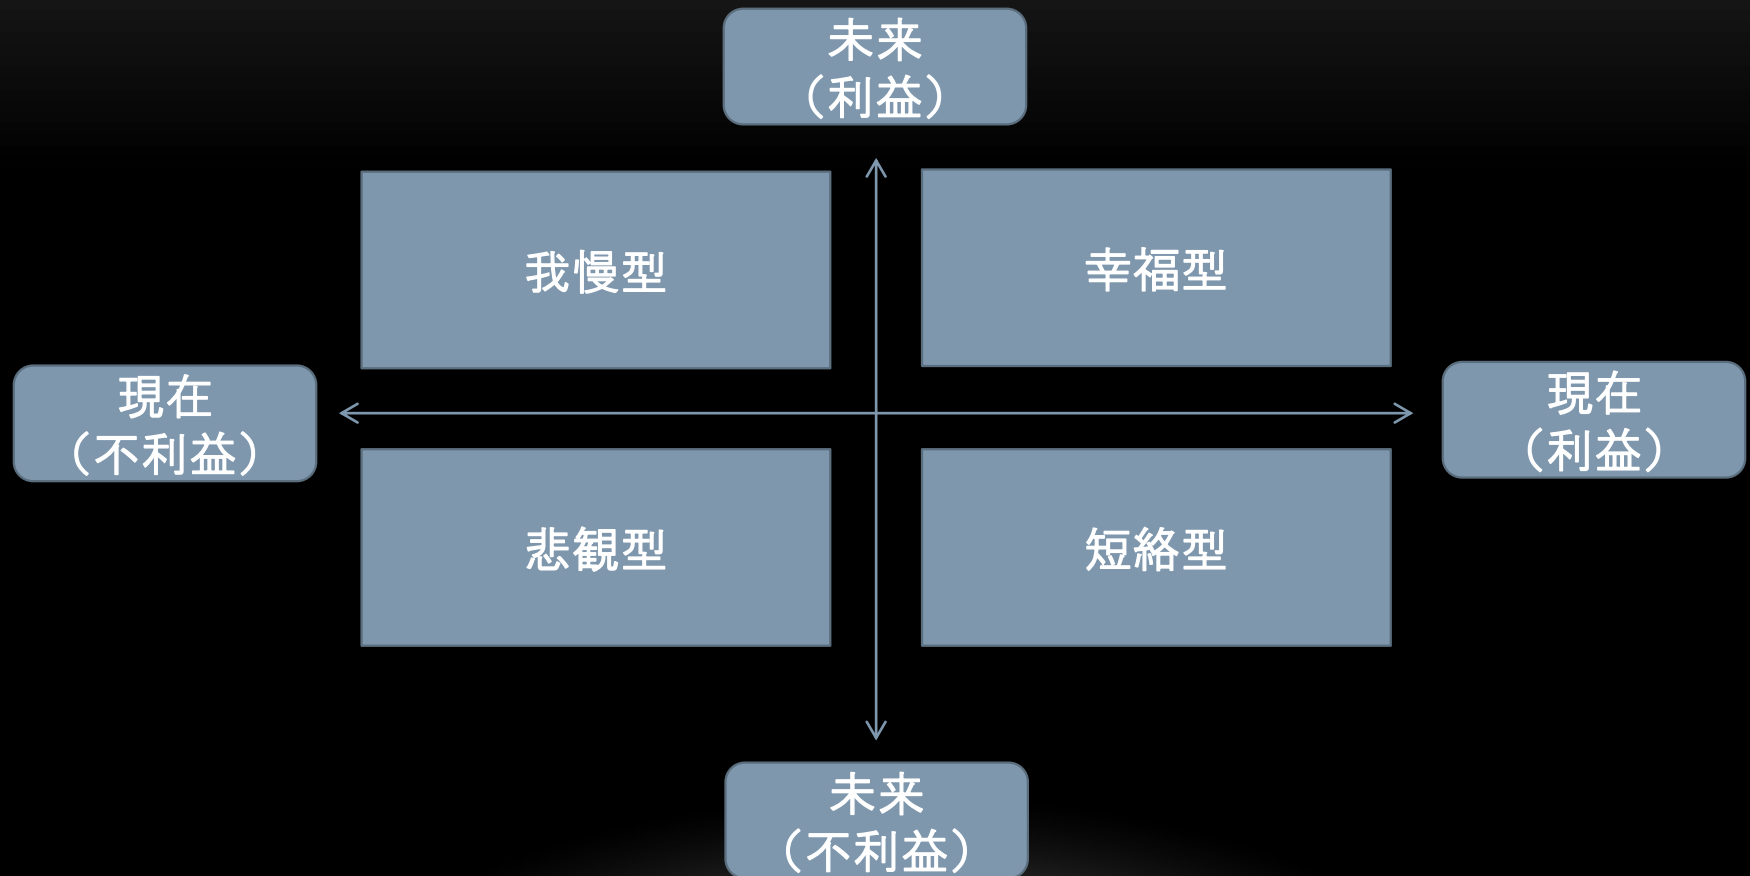 未来
（利益）
我慢型
幸福型
現在
（不利益）
現在
（利益）
悲観型
短絡型
未来
（不利益）